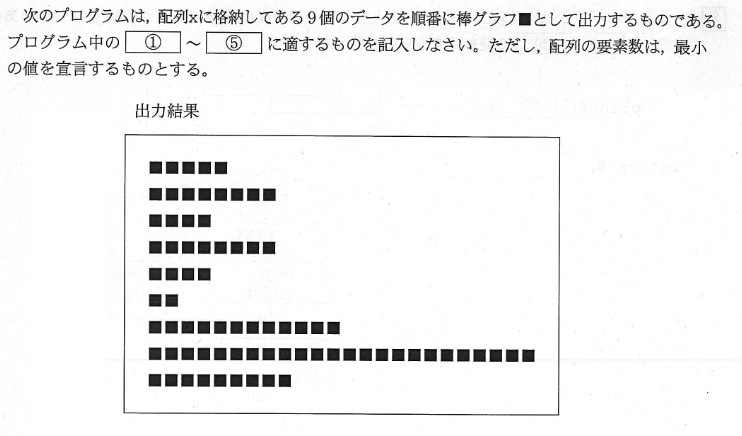 次のプログラムは，配列xに格納してある９個のデータを順番に棒グラフ■として出力するものである。
プログラム中の ① ～ ⑤ に適するものを記入しなさい。ただし，配列の要素数は，最小
の値を宣言するものとする。
出力結果
■■■■■
■■■■■■■■
■■■■
■■■■■■■■
■■■■
■■
■■■■■■■■■■■■
■■■■■■■■■■■■■■■■■■■■■■■■
■■■■■■■■■